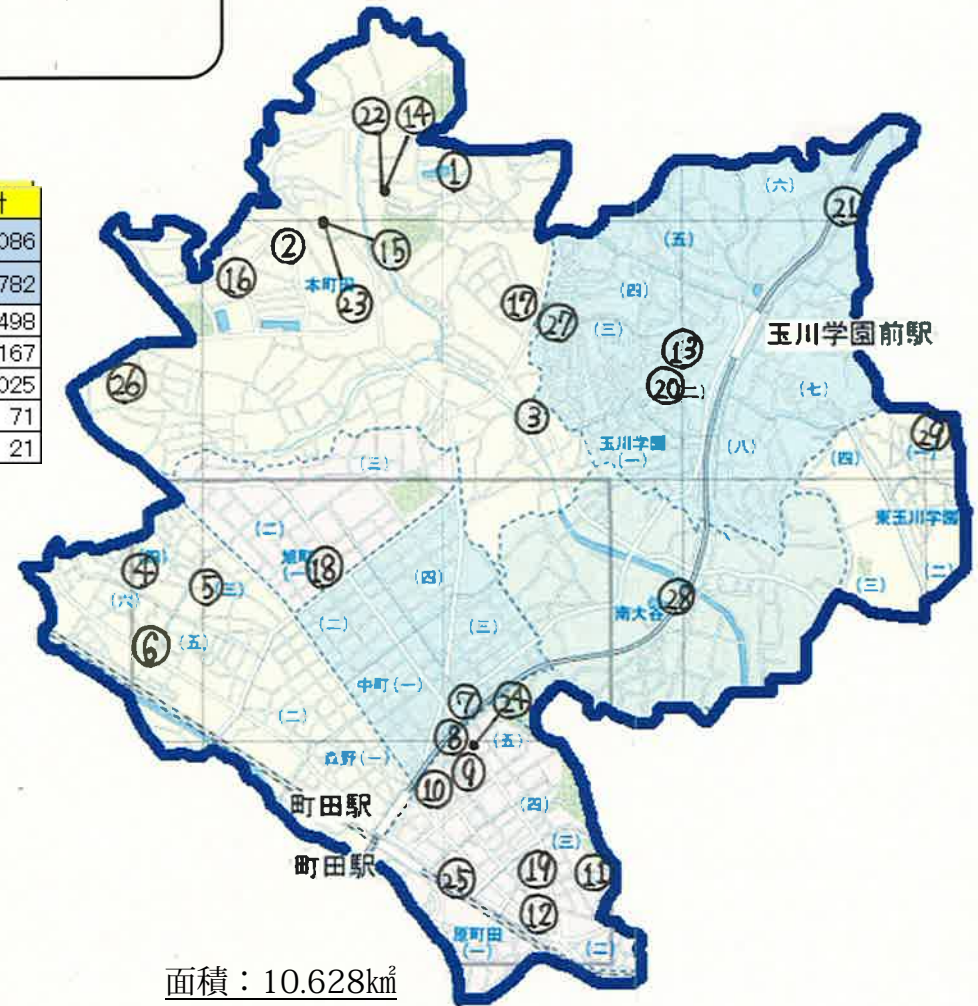 計
086
782
498
167
025
71
21
㉒ ⑭
①
(六)
㉑
(五)
②
⑮
⑯
本町田
㉓
(四)
⑰
㉗
(三)
玉川学園前駅
⑬
⑳ (二)
(七)
㉖
③
玉川学園
(一)
(八)
㉙
(一)
(四)
東玉川学園
(三)
(二)
(三)
(二)
旭町
(一)
⑱
④
(四)
⑤ (三)
(六)
⑥ (五)
(二)
(四)
(三)
中町(一)
(二)
森野(一)
㉘
南大谷
⑦ ㉔
⑧
(五)
⑨
⑩
町田駅
町田駅
(四)
(三)
㉕
⑲
⑪
⑫
原町田
(一)
(二)
面積：10.628k㎡